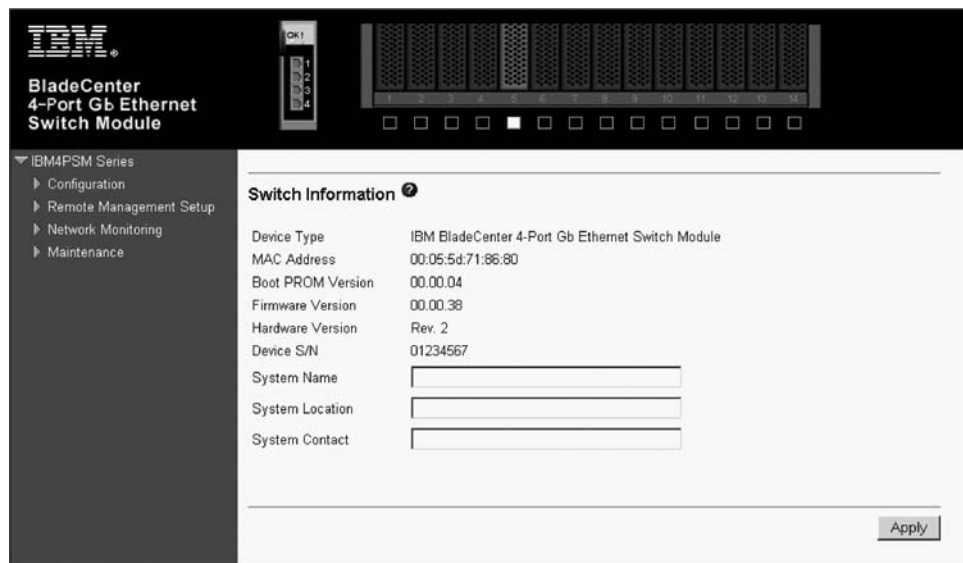 IBM®
BladeCenter
4-Port Gb Ethernet
Switch Module
OK!
1
2
3
4
1 2 3 4 5 6 7 8 9 10 11 12 13 14
IBM4PSM Series
Configuration
Remote Management Setup
Network Monitoring
Maintenance
Switch Information ?
Device Type IBM BladeCenter 4-Port Gb Ethernet Switch Module
MAC Address 00:05:5d:71:86:80
Boot PROM Version 00.00.04
Firmware Version 00.00.38
Hardware Version Rev. 2
Device S/N 01234567
System Name
System Location
System Contact
Apply